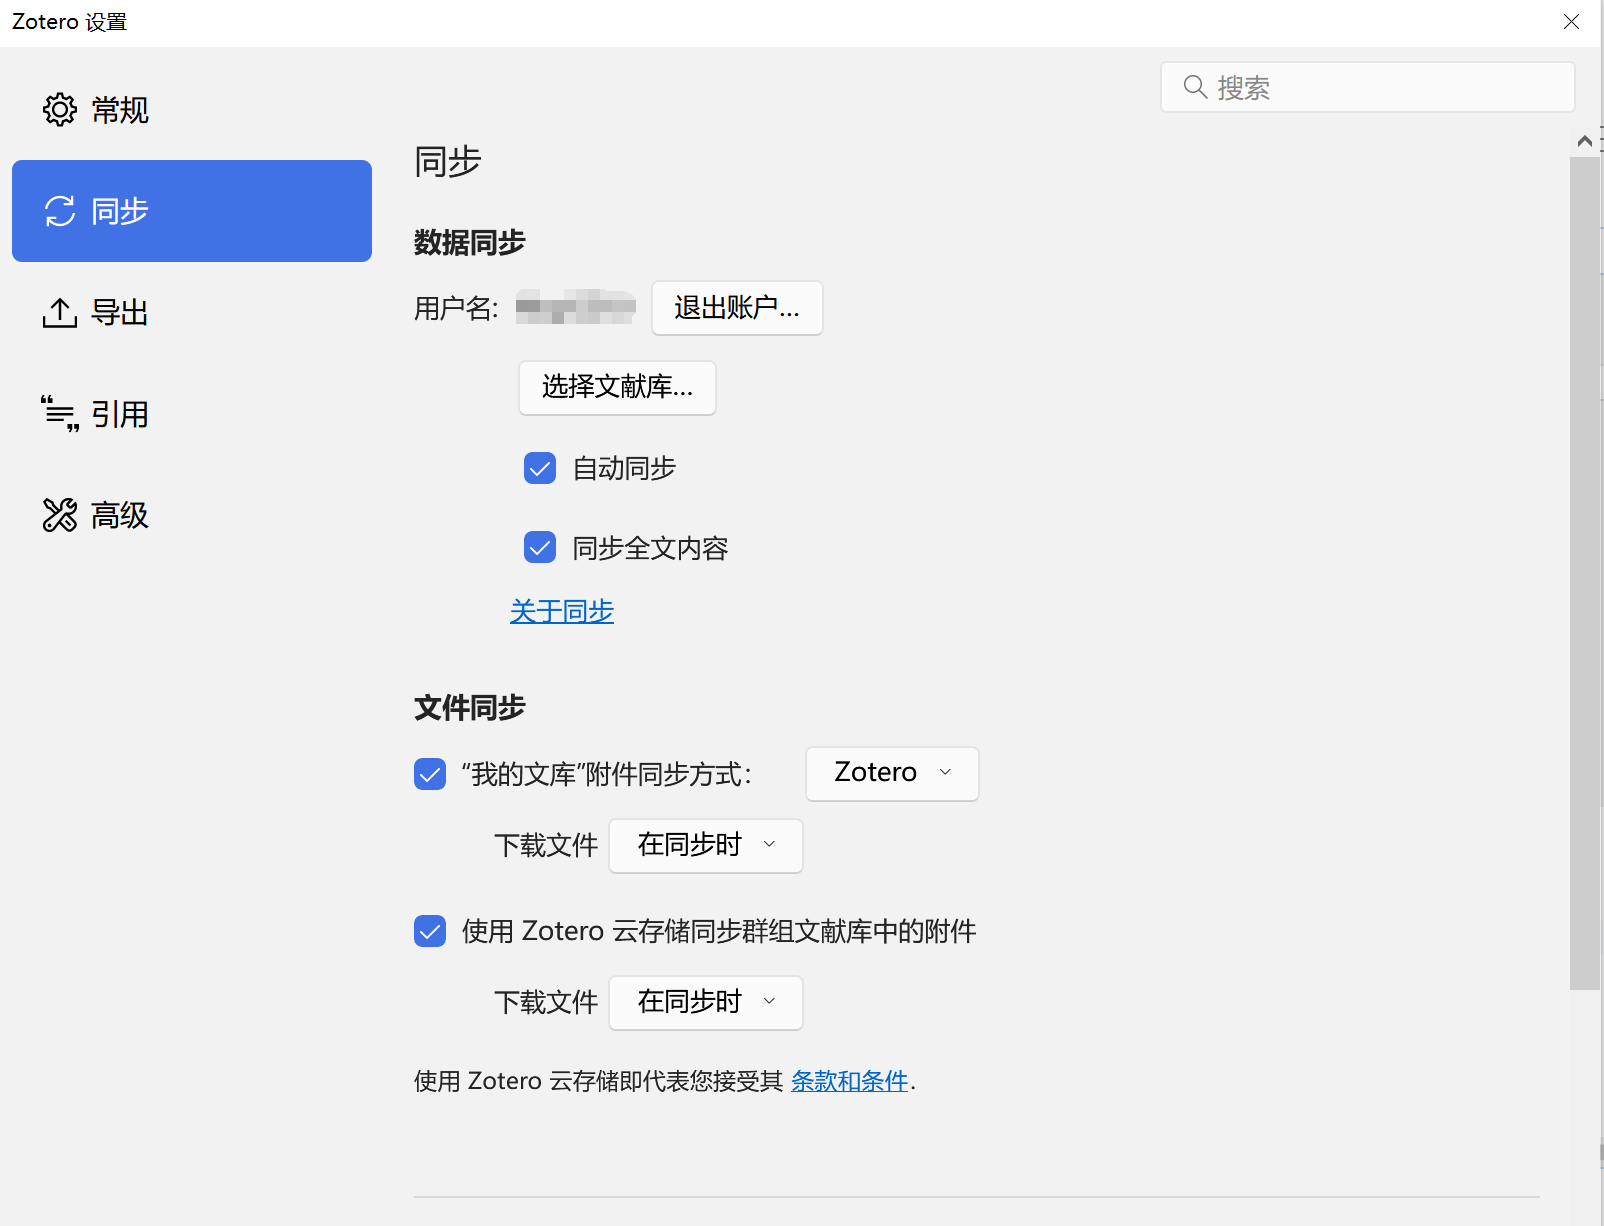 Zotero 设置
搜索
常规
同步
导出
引用
高级
同步
数据同步
用户名: 退出账户...
选择文献库...
自动同步
同步全文内容
关于同步
文件同步
“我的文库”附件同步方式： Zotero
下载文件 在同步时
使用 Zotero 云存储同步群组文献库中的附件
下载文件 在同步时
使用 Zotero 云存储即代表您接受其 条款和条件.